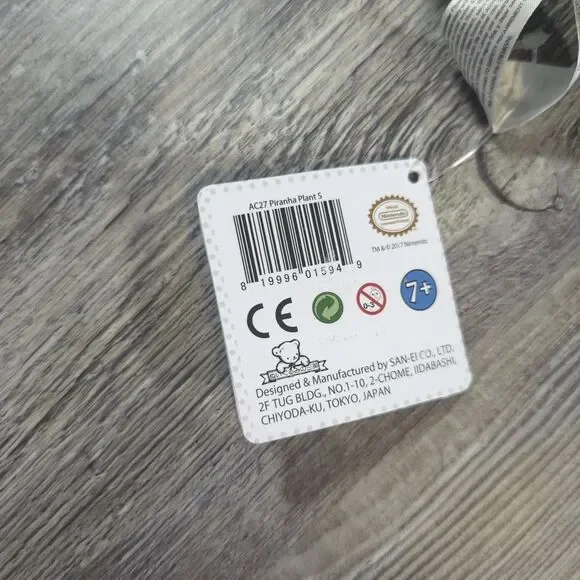 AC27 Piranha Plant S
8 19996 01594 9
Nintendo
TM & © 2017 Nintendo.
CE
0-3
7+
Designed & Manufactured by SAN-EI CO., LTD.
2F TUG BLDG., NO.1-10, 2-CHOME, IIDABASHI,
CHIYODA-KU, TOKYO, JAPAN